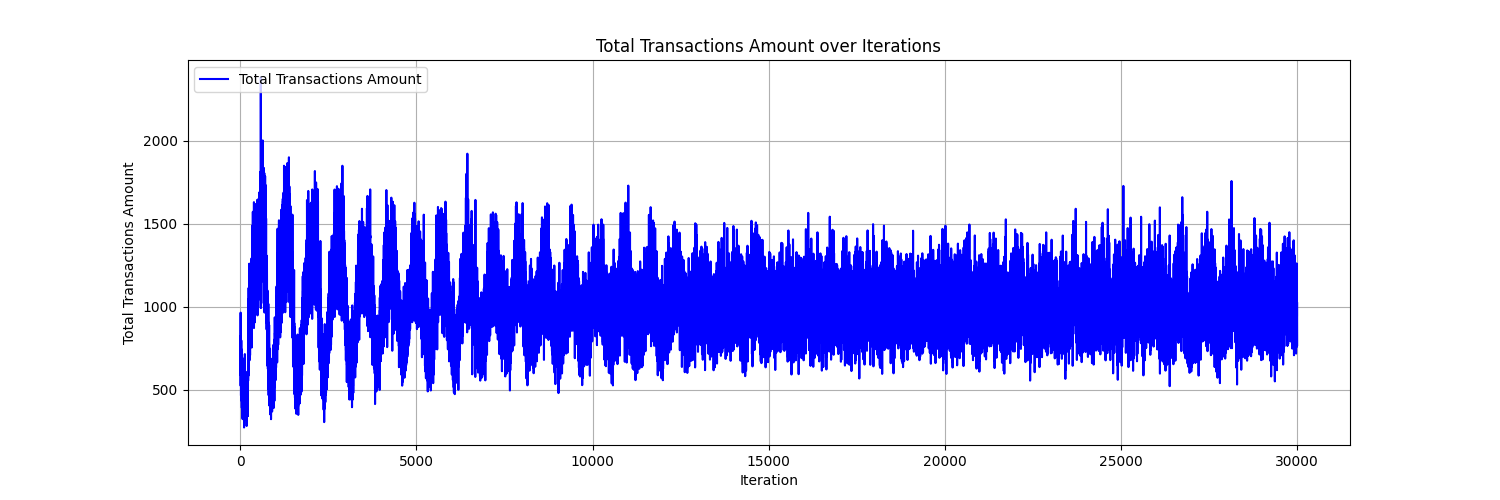 Total Transactions Amount over Iterations
Total Transactions Amount
Total Transactions Amount
2000
1500
1000
500
0
5000
10000
15000
20000
25000
30000
Iteration